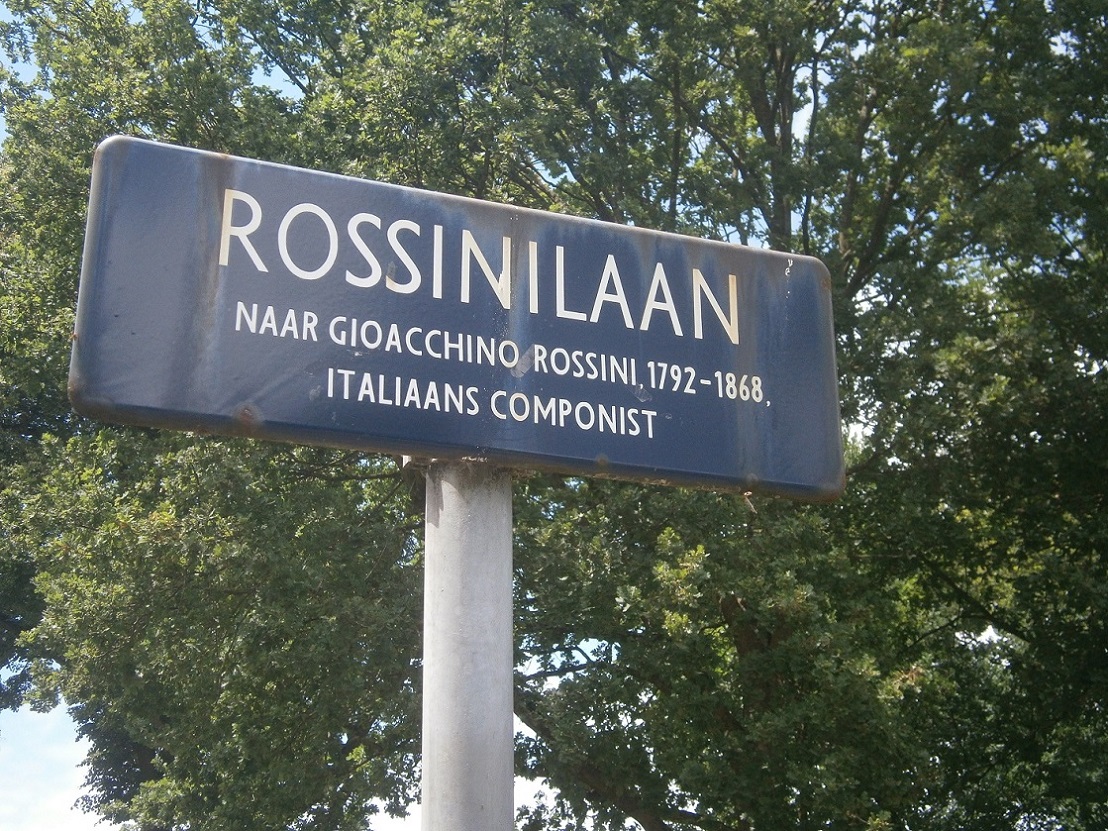 ROSSINILAAN
NAAR GIOACCHINO ROSSINI, 1792-1868,
ITALIAANS COMPONIST